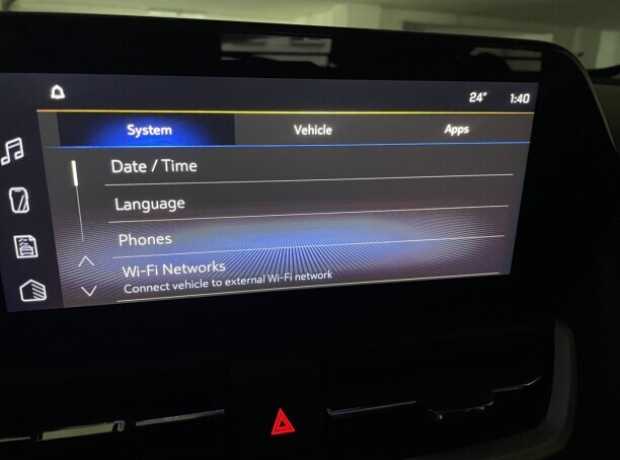 24° 1:40
System Vehicle Apps
Date / Time
Language
Phones
Wi-Fi Networks
Connect vehicle to external Wi-Fi network